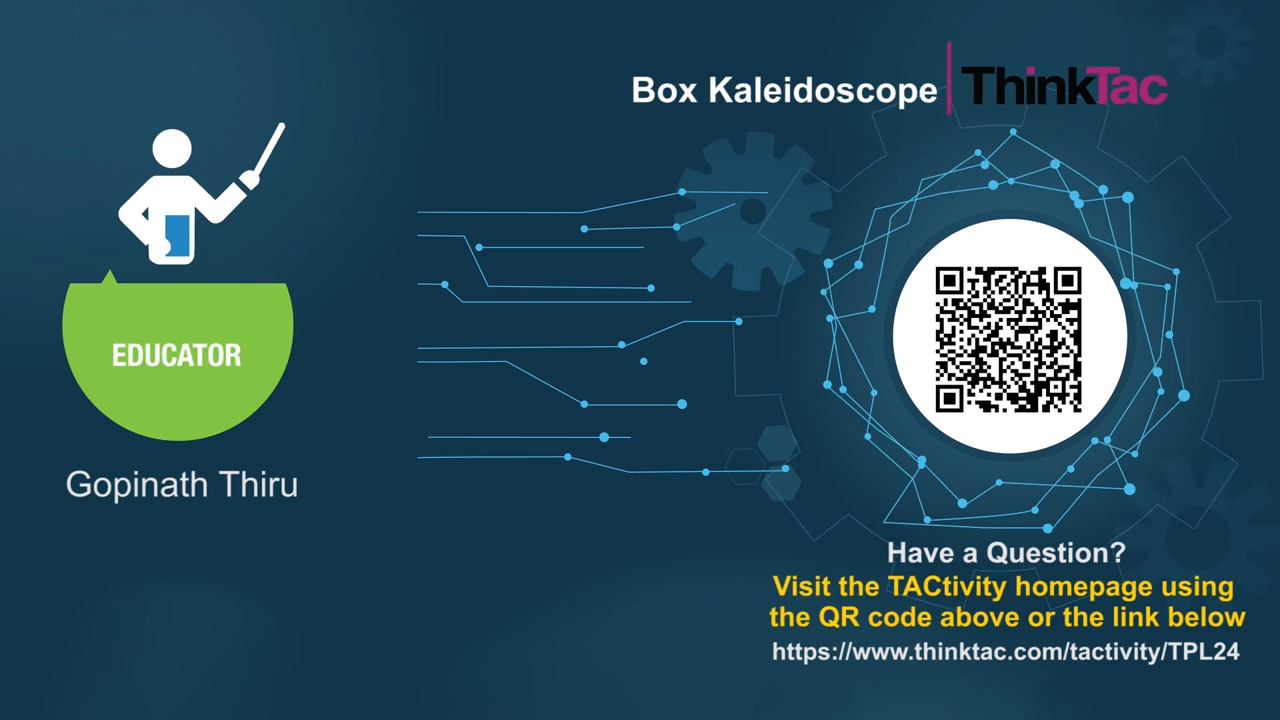 Box Kaleidoscope
ThinkTac
EDUCATOR
Gopinath Thiru
Have a Question?
Visit the TACtivity homepage using
the QR code above or the link below
https://www.thinktac.com/tactivity/TPL24